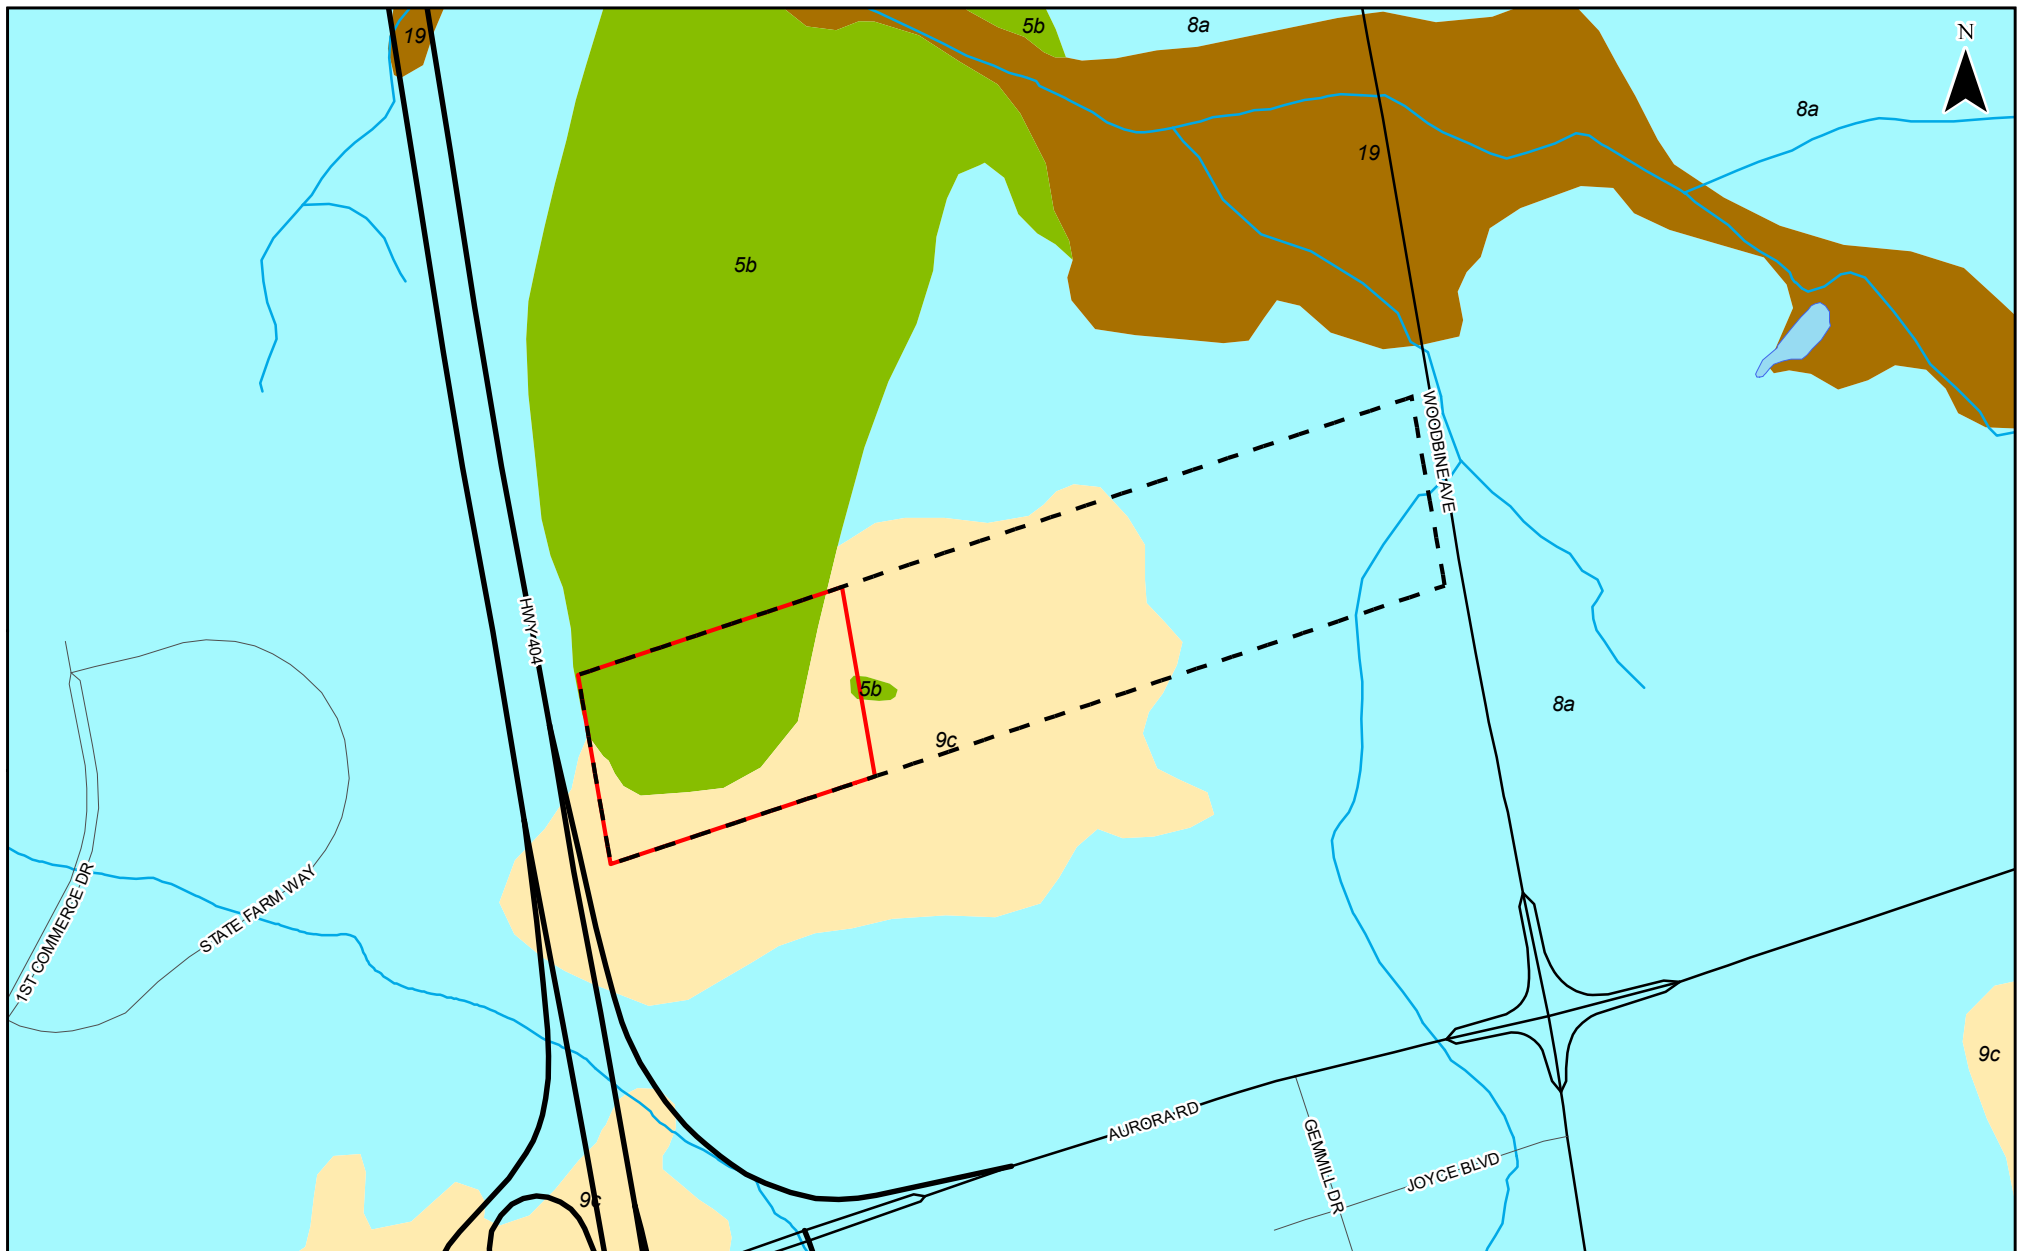 5b
8a
N
19
8a
19
5b
WOODBINE AVE
HWY 404
5b
8a
9c
1ST COMMERCE DR
STATE FARM WAY
9c
AURORA RD
GEMMILL DR
JOYCE BLVD
9c